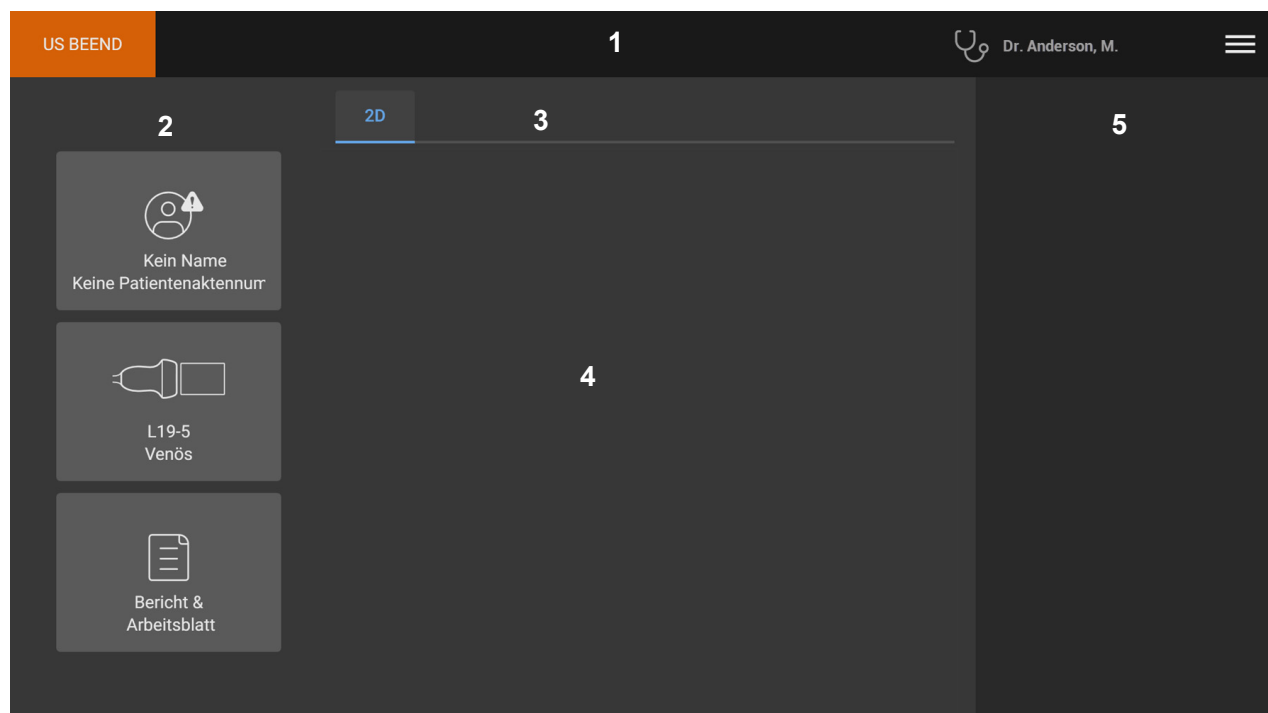 US BEEND
1
Dr. Anderson, M.
2
2D
3
5
Kein Name
Keine Patientenaktennum
4
L19-5
Venös
Bericht &
Arbeitsblatt